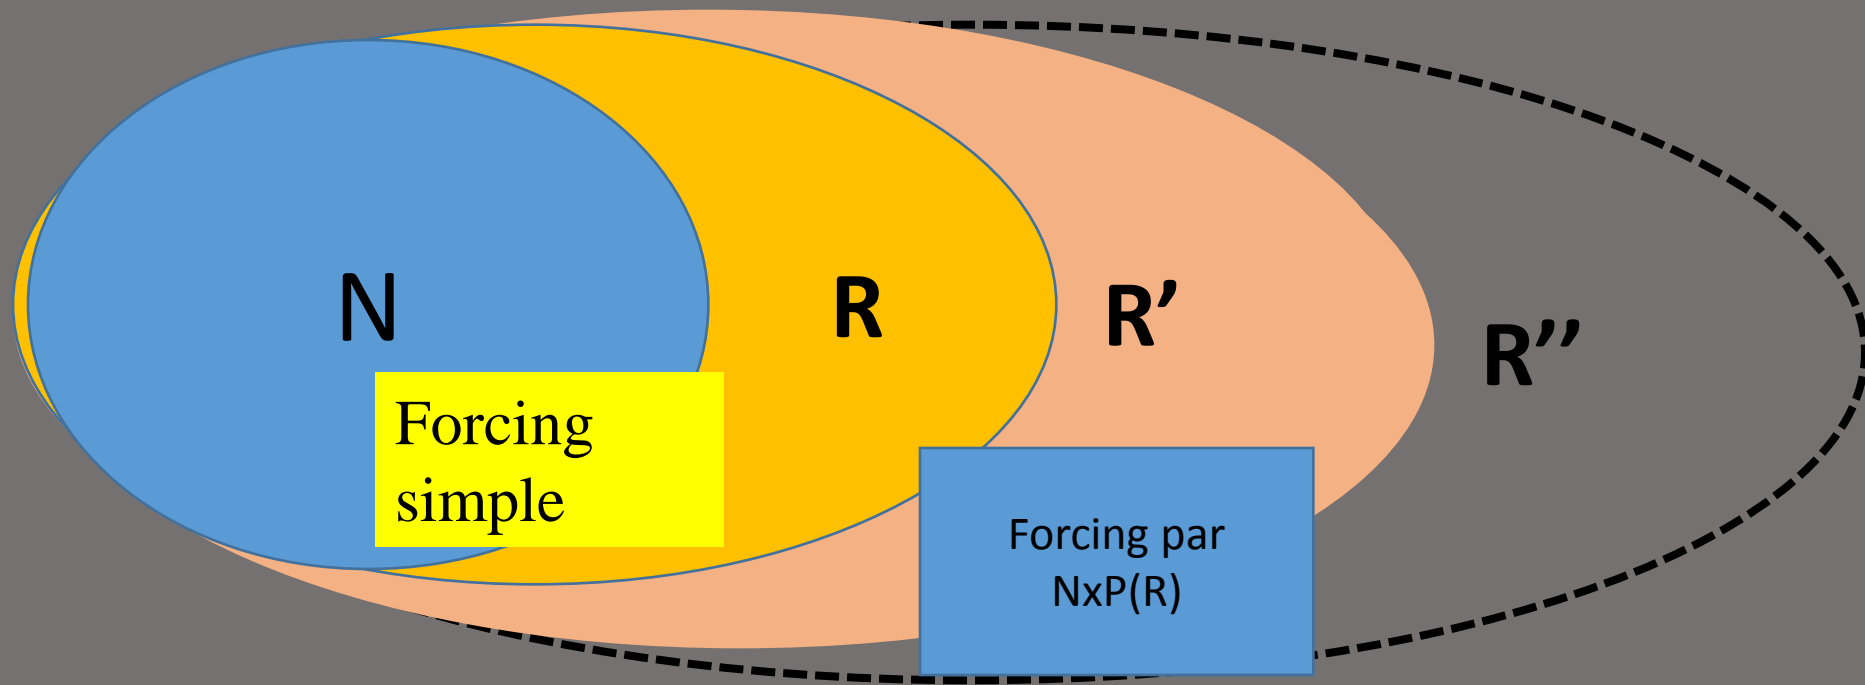 N
R
R’
R’’
Forcing
simple
Forcing par
NxP(R)